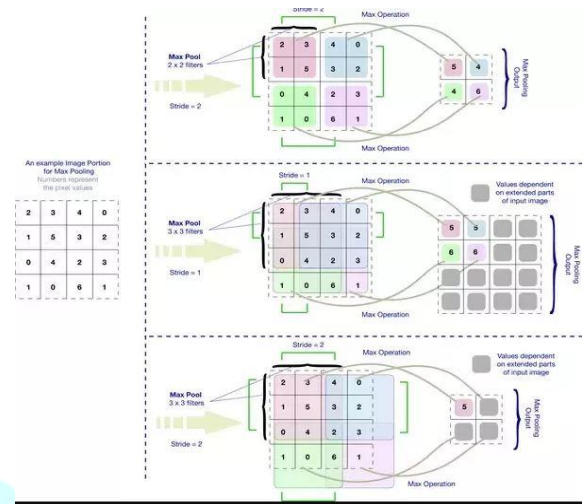 An example Image Portion
for Max Pooling
Numbers represent
the pixel values
2 3 4 0
1 5 3 2
0 4 2 3
1 0 6 1
Stride = 2
Max Operation
Max Pool
2 x 2 filters
Stride = 2
2 3 4 0
1 5 3 2
0 4 2 3
1 0 6 1
Max Operation
5 4
4 6
Max Pooling
Output
Stride = 1
Max Operation
Max Pool
3 x 3 filters
Stride = 1
2 3 4 0
1 5 3 2
0 4 2 3
1 0 6 1
Max Operation
Values dependent
on extended parts
of input image
5 5
6 6
Max Pooling
Output
Stride = 2
Max Operation
Max Pool
3 x 3 filters
Stride = 2
2 3 4 0
1 5 3 2
0 4 2 3
1 0 6 1
Max Operation
Values dependent
on extended parts
of input image
5
Max Pooling
Output